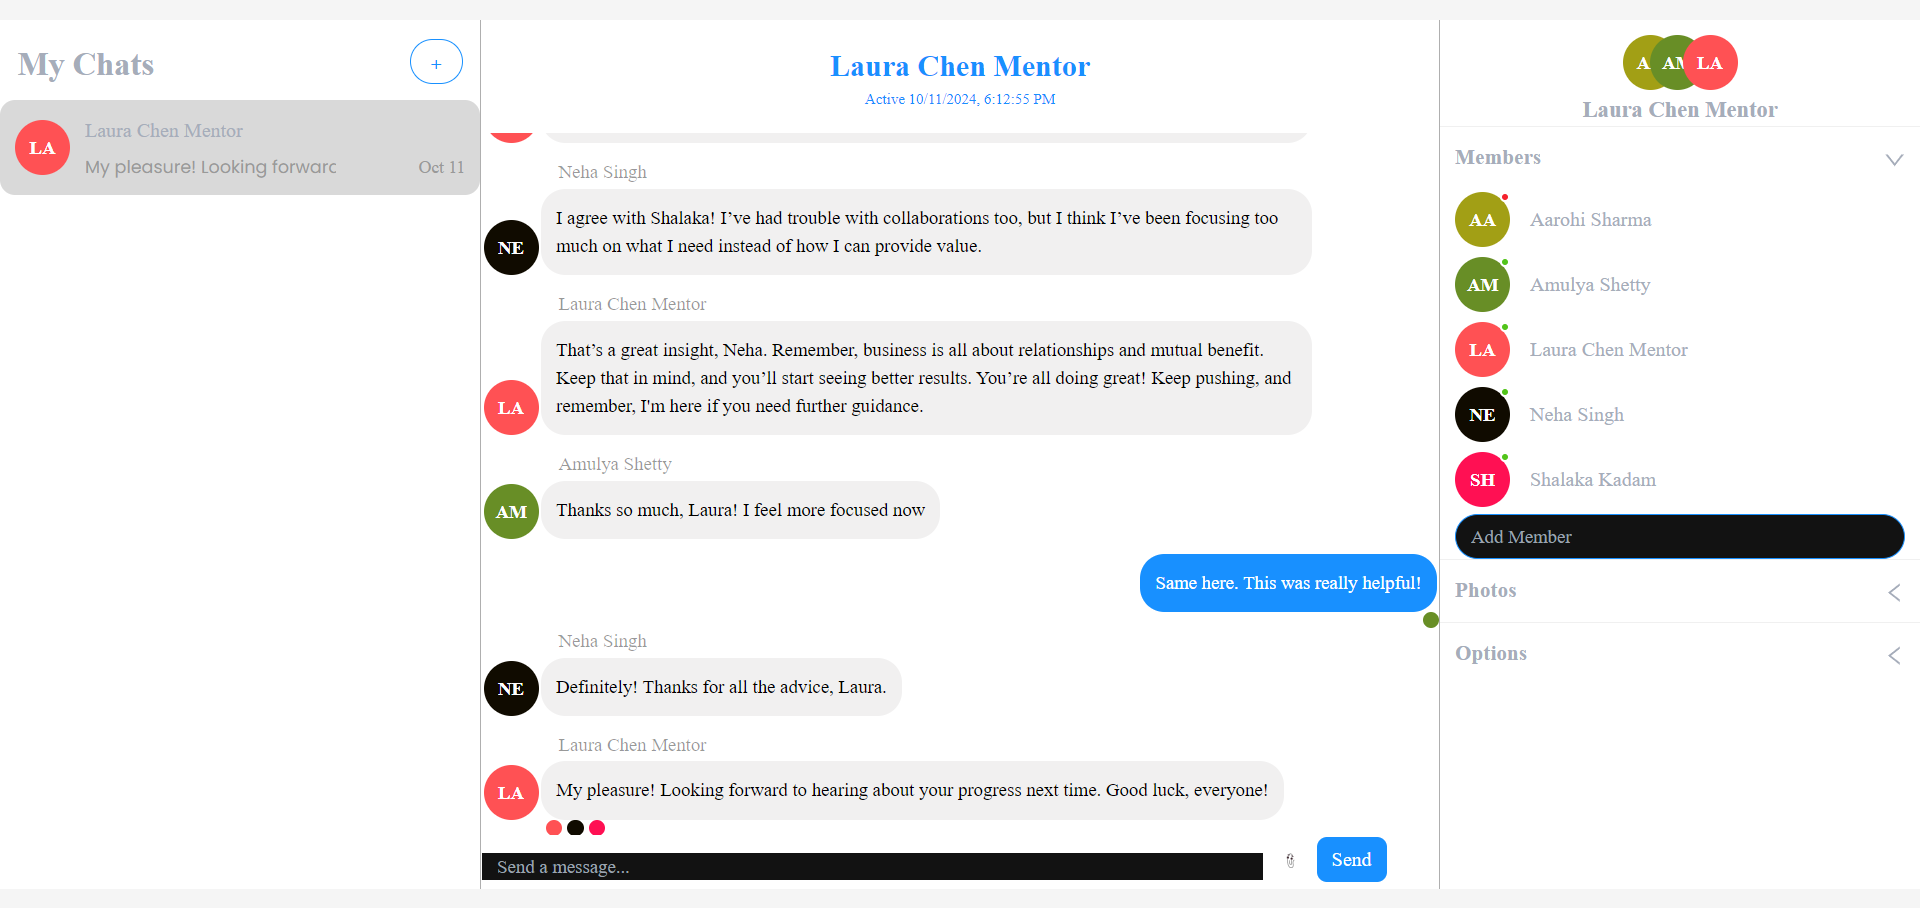 My Chats
+
LA
Laura Chen Mentor
My pleasure! Looking forward
Oct 11
Laura Chen Mentor
Active 10/11/2024, 6:12:55 PM
Neha Singh
NE
I agree with Shalaka! I’ve had trouble with collaborations too, but I think I’ve been focusing too
much on what I need instead of how I can provide value.
Laura Chen Mentor
LA
That’s a great insight, Neha. Remember, business is all about relationships and mutual benefit.
Keep that in mind, and you’ll start seeing better results. You’re all doing great! Keep pushing, and
remember, I'm here if you need further guidance.
Amulya Shetty
AM
Thanks so much, Laura! I feel more focused now
Same here. This was really helpful!
Neha Singh
NE
Definitely! Thanks for all the advice, Laura.
Laura Chen Mentor
LA
My pleasure! Looking forward to hearing about your progress next time. Good luck, everyone!
Send a message...
Send
A AM LA
Laura Chen Mentor
Members
AA Aarohi Sharma
AM Amulya Shetty
LA Laura Chen Mentor
NE Neha Singh
SH Shalaka Kadam
Add Member
Photos
Options